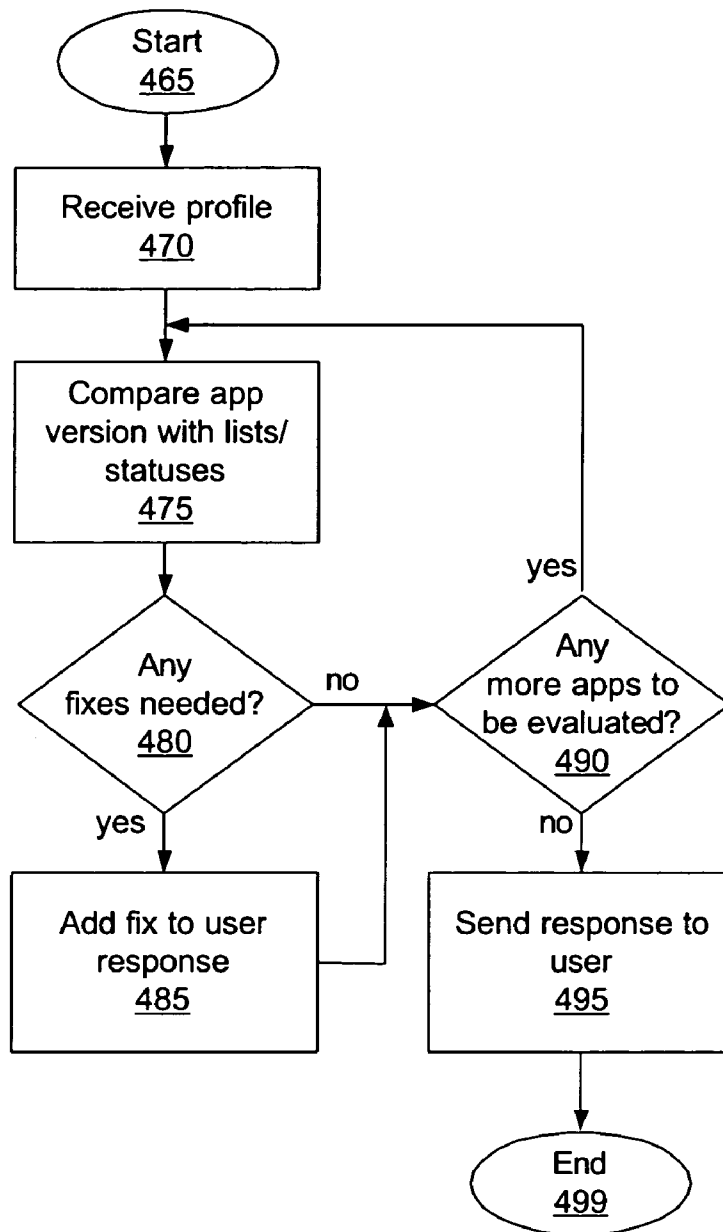 Start
465
Receive profile
470
Compare app
version with lists/
statuses
475
Any
fixes needed?
480
no
yes
Add fix to user
response
485
yes
Any
more apps to
be evaluated?
490
no
Send response to
user
495
End
499